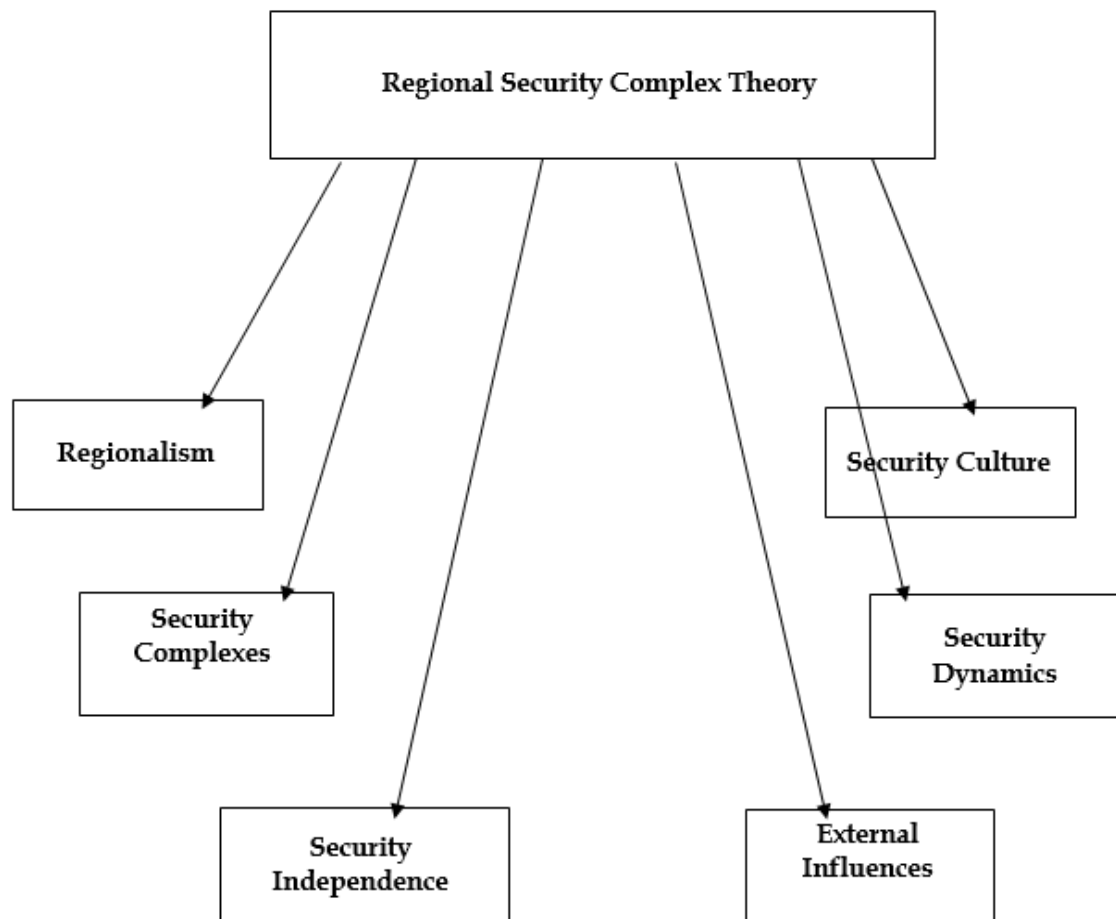 Regional Security Complex Theory
Regionalism
Security Culture
Security
Complexes
Security
Dynamics
Security
Independence
External
Influences